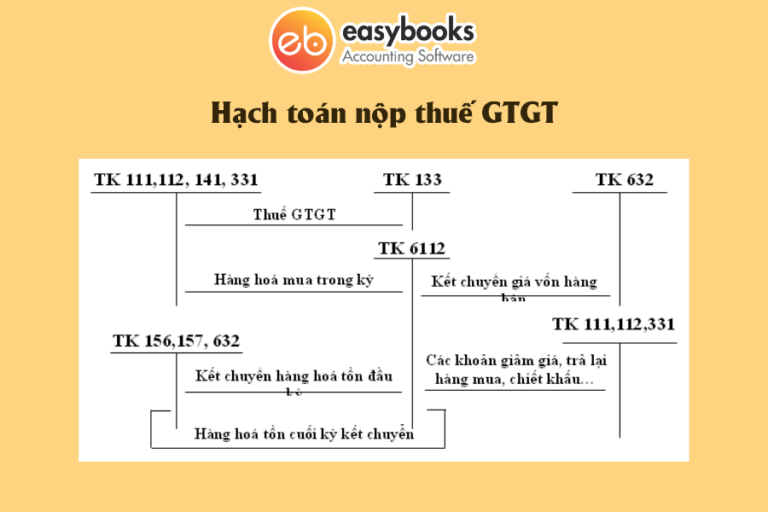 eb easybooks
Accounting Software
Hạch toán nộp thuế GTGT
TK 111,112, 141, 331
TK 133
TK 632
Thuế GTGT
TK 6112
Hàng hoá mua trong kỳ
Kết chuyển giá vốn hàng
TK 111,112,331
TK 156,157, 632
Các khoản giảm giá, trả lại
hàng mua, chiết khấu...
Kết chuyển hàng hoá tồn đầu
Hàng hoá tồn cuối kỳ kết chuyển